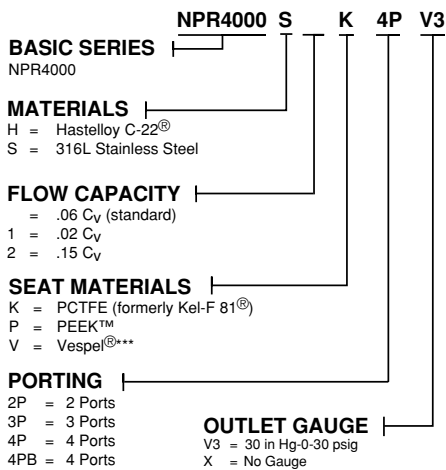 NPR4000 S K 4P V3
BASIC SERIES
NPR4000
MATERIALS
H = Hastelloy C-22®
S = 316L Stainless Steel
FLOW CAPACITY
= .06 CV (standard)
1 = .02 CV
2 = .15 CV
SEAT MATERIALS
K = PCTFE (formerly Kel-F 81®)
P = PEEK™
V = Vespel®***
PORTING
2P = 2 Ports
3P = 3 Ports
4P = 4 Ports
4PB = 4 Ports
OUTLET GAUGE
V3 = 30 in Hg-0-30 psig
X = No Gauge